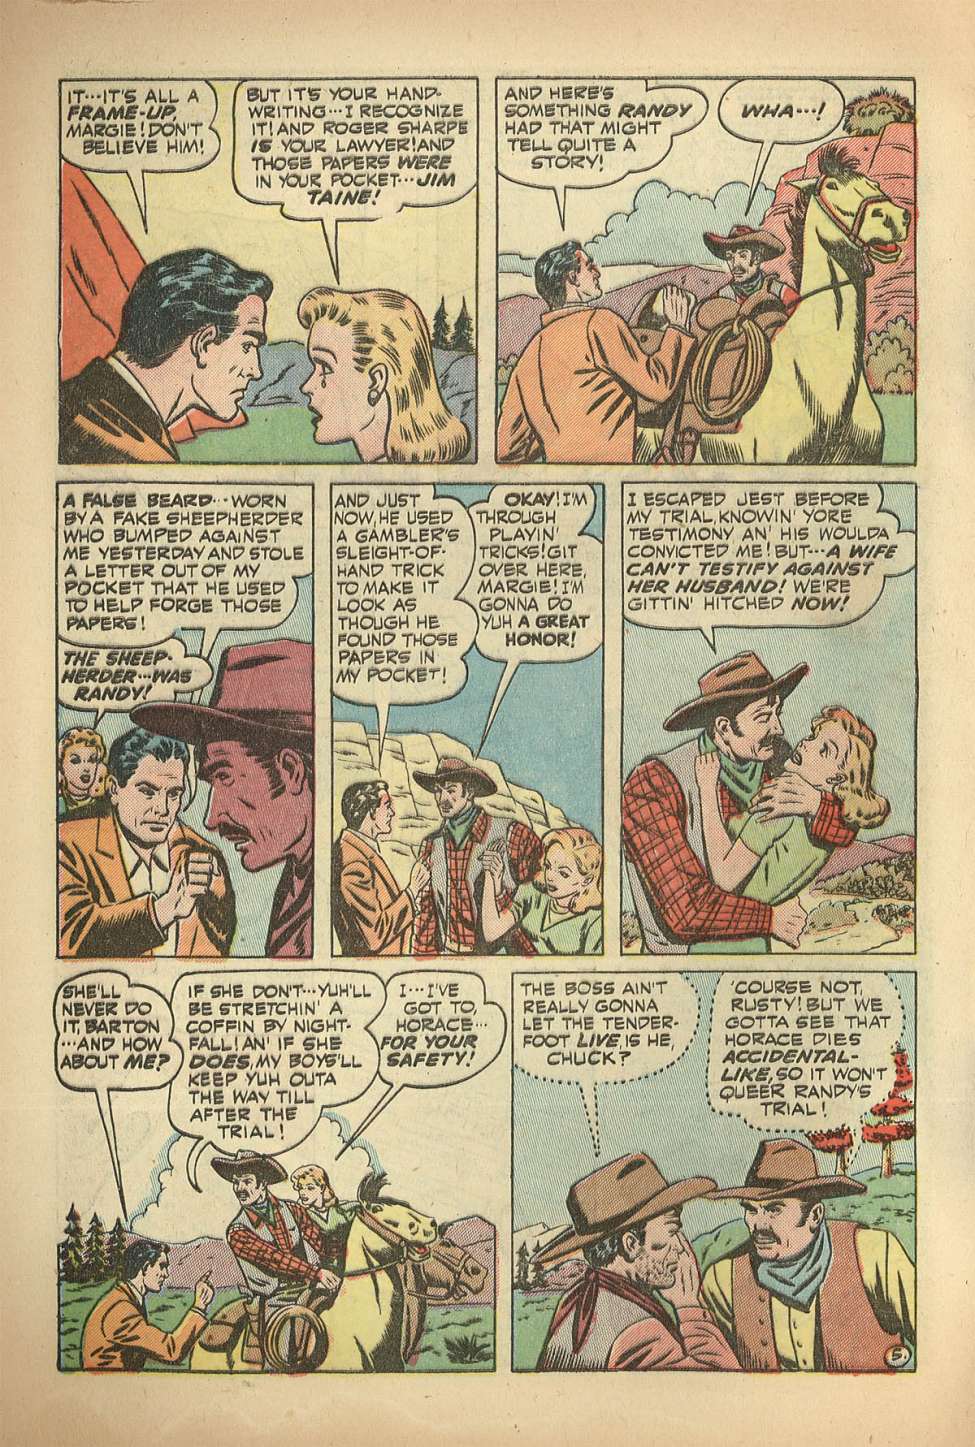 IT···IT'S ALL A
FRAME-UP,
MARGIE! DON'T
BELIEVE HIM!
BUT IT'S YOUR HAND-
WRITING···I RECOGNIZE
IT! AND ROGER SHARPE
IS YOUR LAWYER! AND
THOSE PAPERS WERE
IN YOUR POCKET···JIM
TAINE!
AND HERE'S
SOMETHING RANDY
HAD THAT MIGHT
TELL QUITE A
STORY!
WHA···!
A FALSE BEARD···WORN
BY A FAKE SHEEPHERDER
WHO BUMPED AGAINST
ME YESTERDAY AND STOLE
A LETTER OUT OF MY
POCKET THAT HE USED
TO HELP FORGE THOSE
PAPERS!
THE SHEEP-
HERDER···WAS
RANDY!
AND JUST
NOW, HE USED
A GAMBLER'S
SLEIGHT-OF-
HAND TRICK
TO MAKE IT
LOOK AS
THOUGH HE
FOUND THOSE
PAPERS IN
MY POCKET!
OKAY! I'M
THROUGH
PLAYIN'
TRICKS! GIT
OVER HERE,
MARGIE! I'M
GONNA DO
YUH A GREAT
HONOR!
I ESCAPED JEST BEFORE
MY TRIAL, KNOWIN' YORE
TESTIMONY AN' HIS WOULDA
CONVICTED ME! BUT···A WIFE
CAN'T TESTIFY AGAINST
HER HUSBAND! WE'RE
GITTIN' HITCHED NOW!
SHE'LL
NEVER DO
IT, BARTON
···AND HOW
ABOUT ME?
IF SHE DON'T···YUH'LL
BE STRETCHIN' A
COFFIN BY NIGHT-
FALL! AN' IF SHE
DOES, MY BOYS'LL
KEEP YUH OUTA
THE WAY TILL
AFTER THE
TRIAL!
I···I'VE
GOT TO,
HORACE···
FOR YOUR
SAFETY!
THE BOSS AIN'T
REALLY GONNA
LET THE TENDER-
FOOT LIVE, IS HE,
CHUCK?
'COURSE NOT,
RUSTY! BUT WE
GOTTA SEE THAT
HORACE DIES
ACCIDENTAL-
LIKE, SO IT WON'T
QUEER RANDY'S
TRIAL!
5.